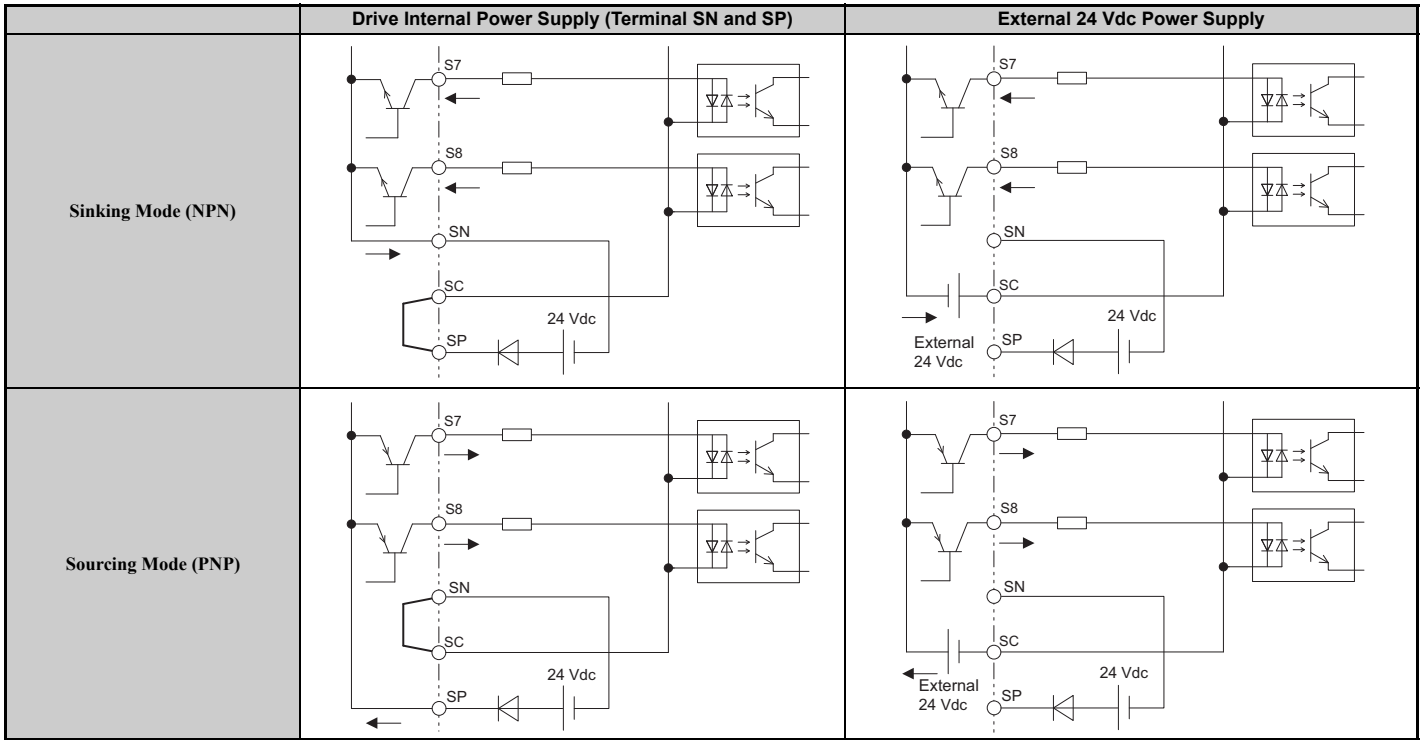 Drive Internal Power Supply (Terminal SN and SP)
External 24 Vdc Power Supply
Sinking Mode (NPN)
S7
S8
SN
SC
24 Vdc
SP
S7
S8
SN
SC
24 Vdc
External
24 Vdc
SP
Sourcing Mode (PNP)
S7
S8
SN
SC
24 Vdc
SP
S7
S8
SN
SC
24 Vdc
External
24 Vdc
SP